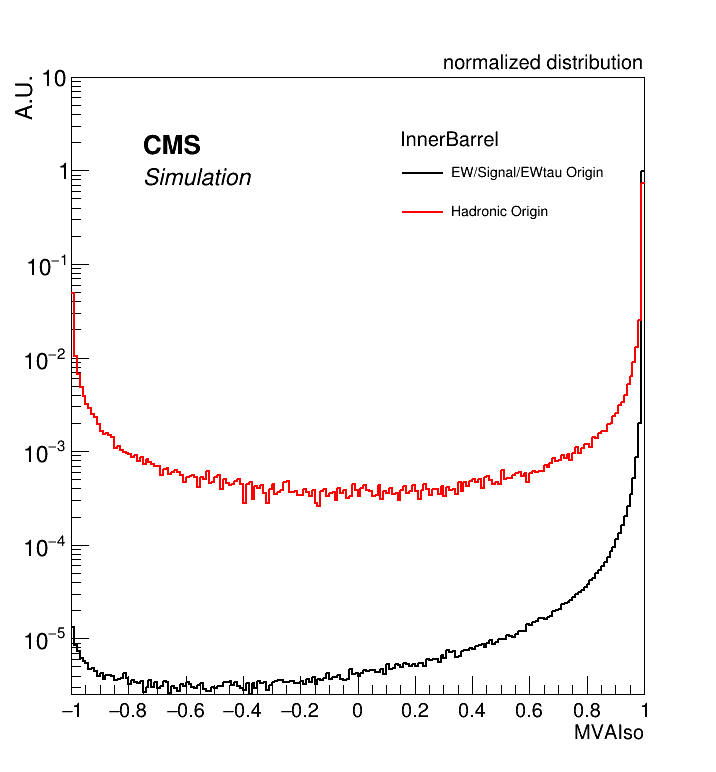 normalized distribution
A.U.
10
1
10⁻¹
10⁻²
10⁻³
10⁻⁴
10⁻⁵
CMS
Simulation
InnerBarrel
EW/Signal/EWtau Origin
Hadronic Origin
−1 −0.8 −0.6 −0.4 −0.2 0 0.2 0.4 0.6 0.8 1
MVAIso